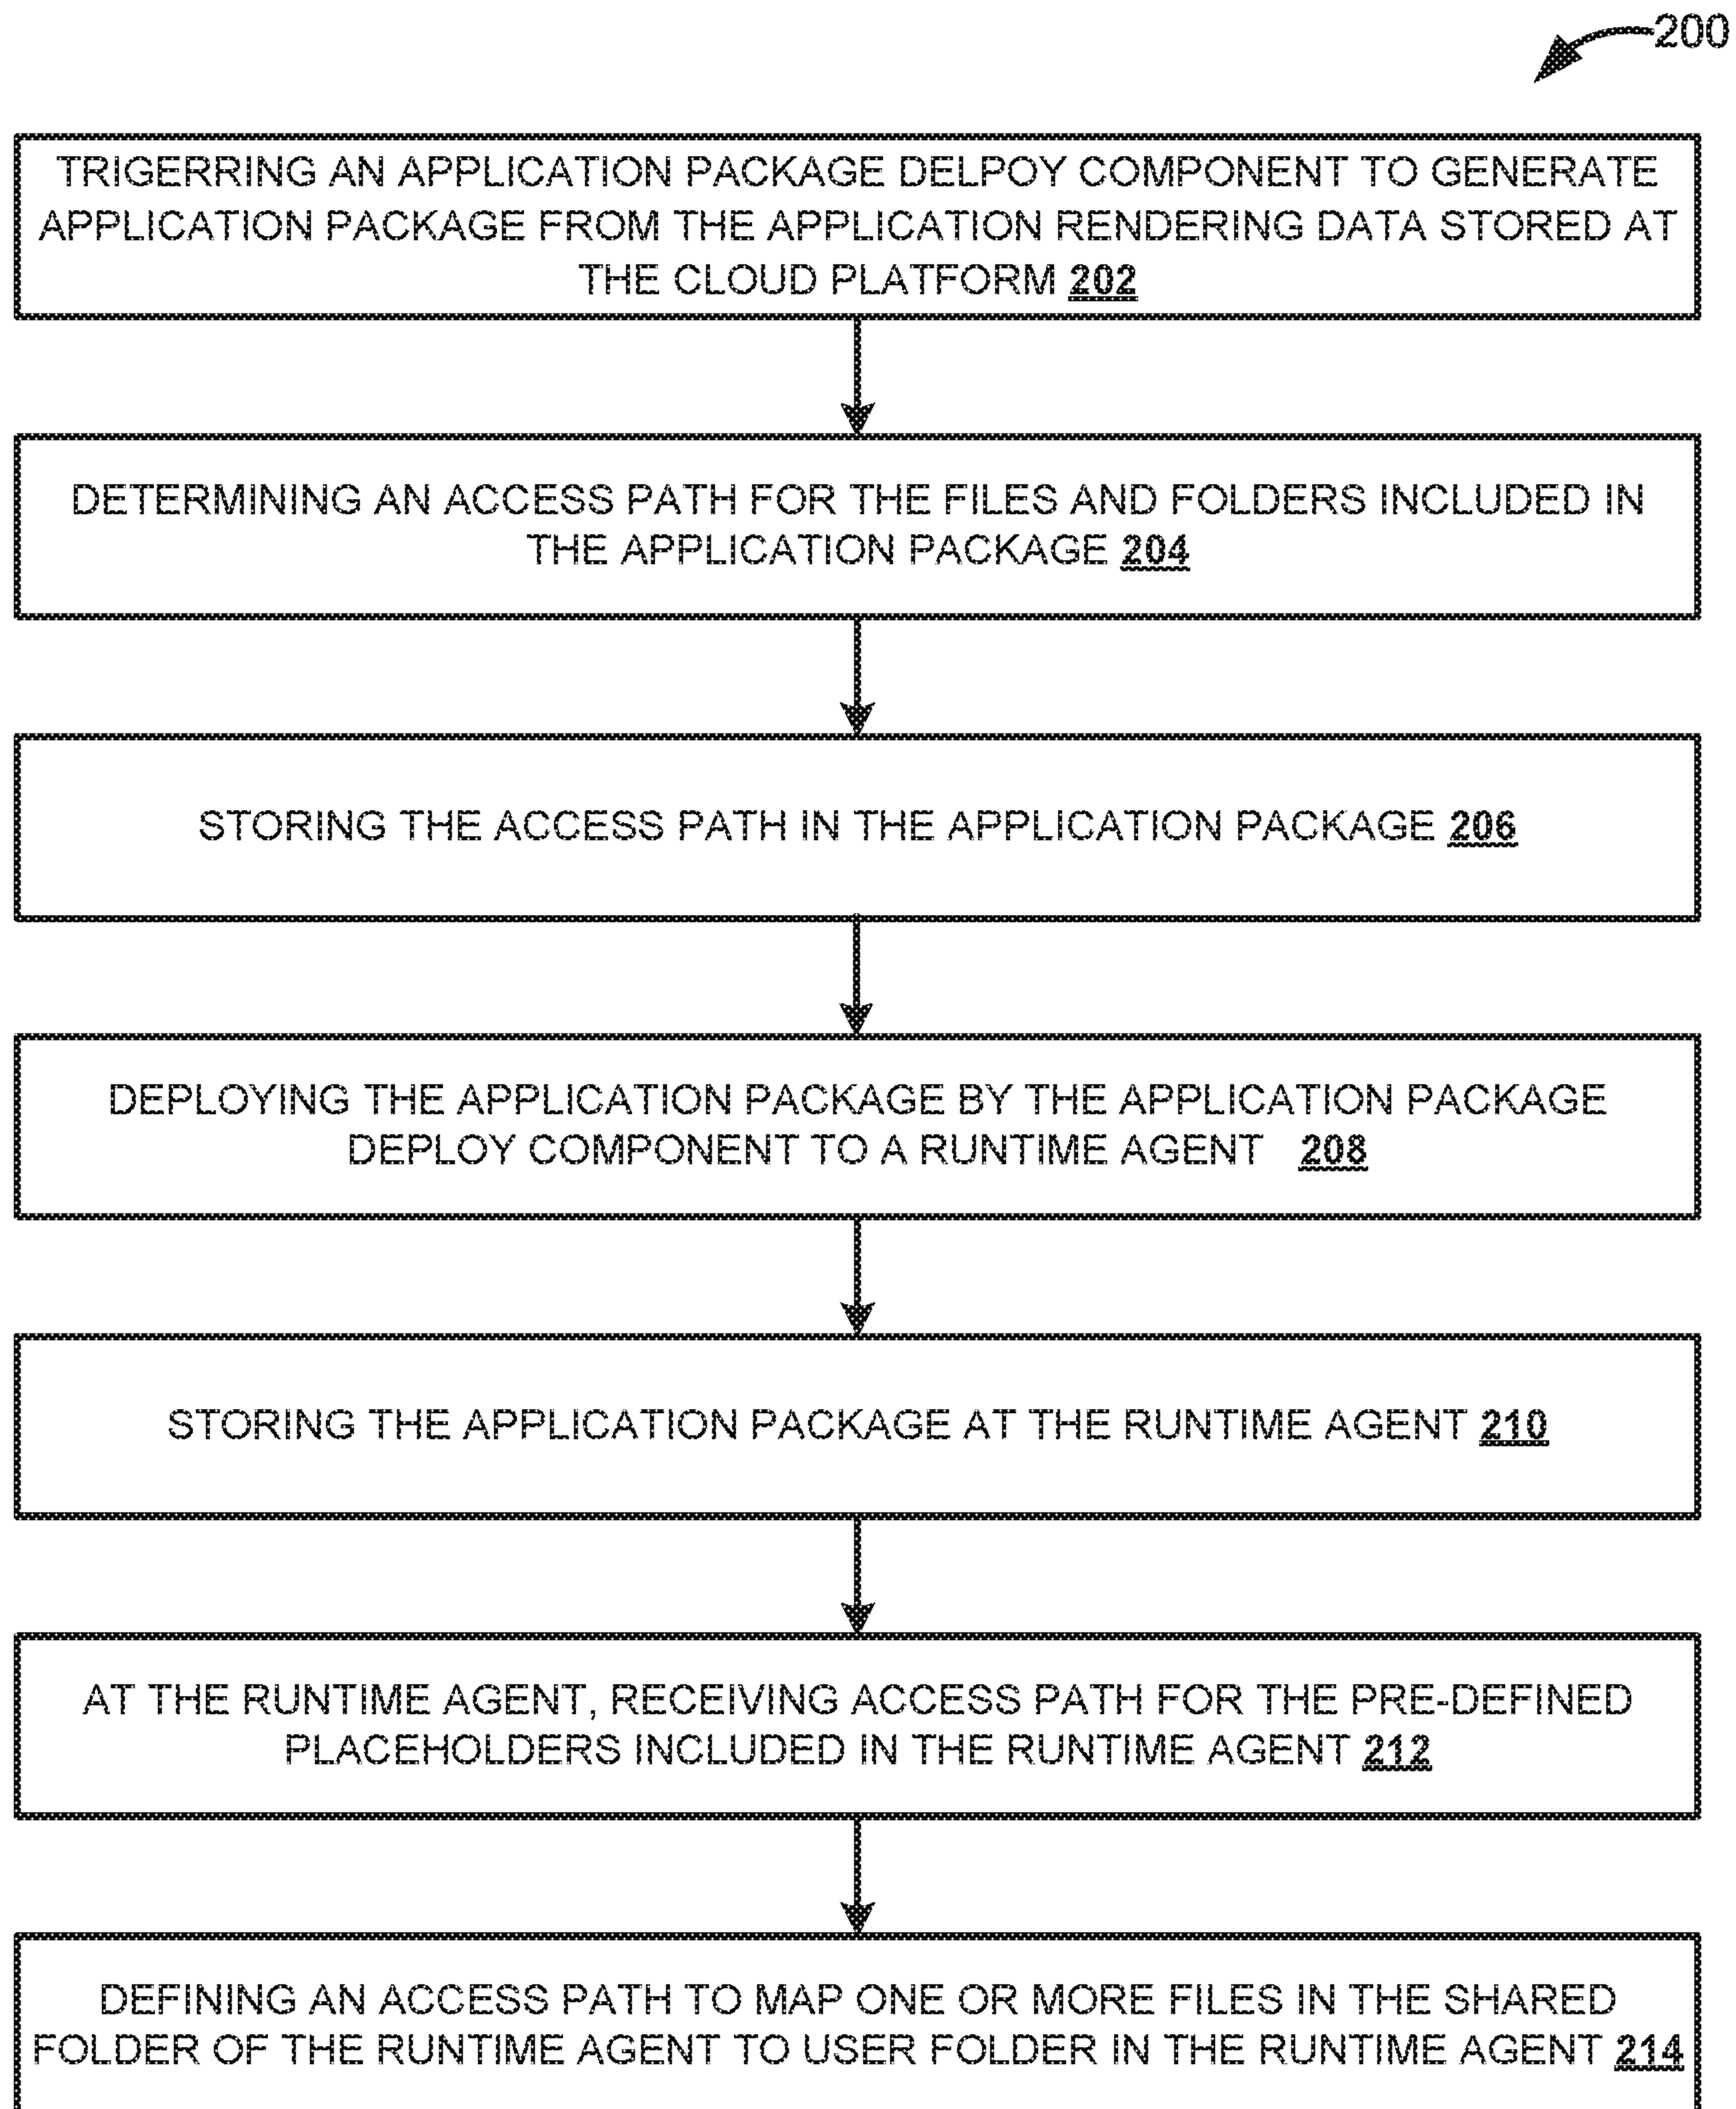 200
TRIGERRING AN APPLICATION PACKAGE DELPOY COMPONENT TO GENERATE
APPLICATION PACKAGE FROM THE APPLICATION RENDERING DATA STORED AT
THE CLOUD PLATFORM 202
DETERMINING AN ACCESS PATH FOR THE FILES AND FOLDERS INCLUDED IN
THE APPLICATION PACKAGE 204
STORING THE ACCESS PATH IN THE APPLICATION PACKAGE 206
DEPLOYING THE APPLICATION PACKAGE BY THE APPLICATION PACKAGE
DEPLOY COMPONENT TO A RUNTIME AGENT 208
STORING THE APPLICATION PACKAGE AT THE RUNTIME AGENT 210
AT THE RUNTIME AGENT, RECEIVING ACCESS PATH FOR THE PRE-DEFINED
PLACEHOLDERS INCLUDED IN THE RUNTIME AGENT 212
DEFINING AN ACCESS PATH TO MAP ONE OR MORE FILES IN THE SHARED
FOLDER OF THE RUNTIME AGENT TO USER FOLDER IN THE RUNTIME AGENT 214